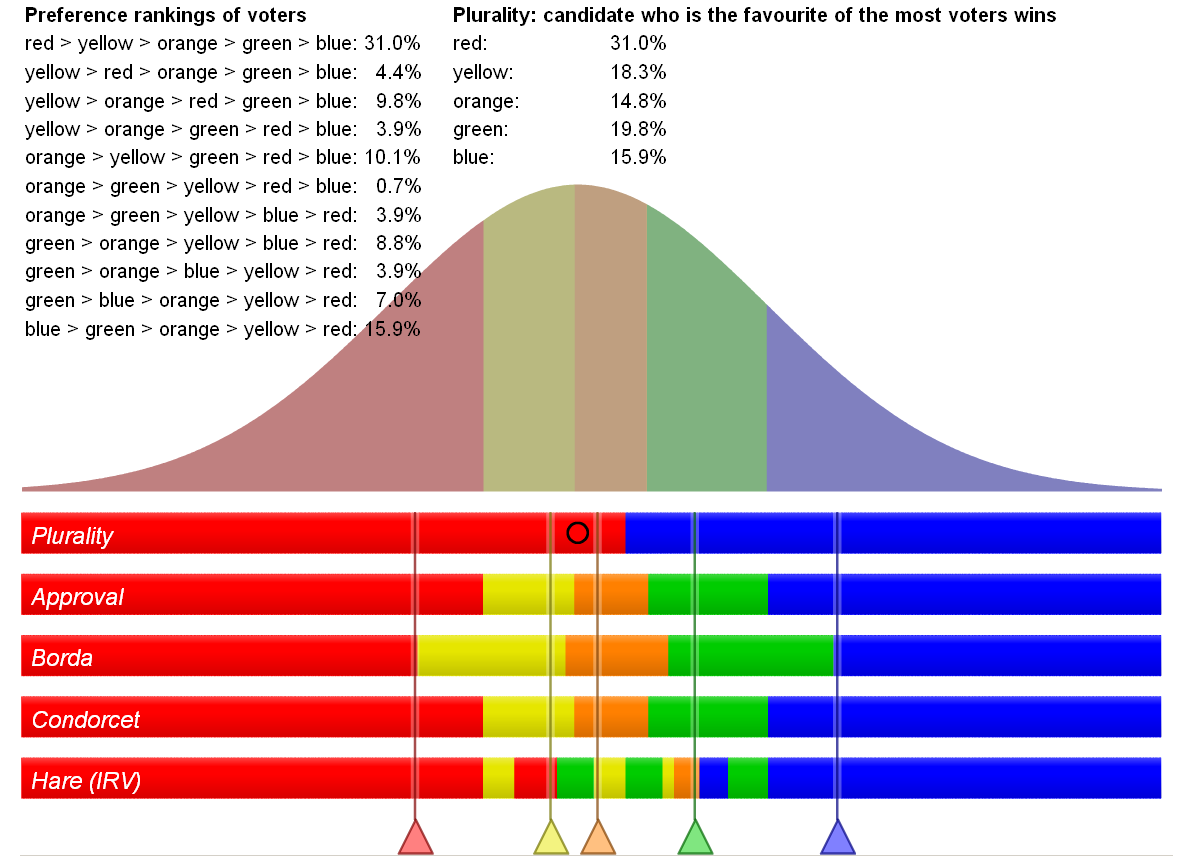 Preference rankings of voters
red > yellow > orange > green > blue: 31.0%
yellow > red > orange > green > blue: 4.4%
yellow > orange > red > green > blue: 9.8%
yellow > orange > green > red > blue: 3.9%
orange > yellow > green > red > blue: 10.1%
orange > green > yellow > red > blue: 0.7%
orange > green > yellow > blue > red: 3.9%
green > orange > yellow > blue > red: 8.8%
green > orange > blue > yellow > red: 3.9%
green > blue > orange > yellow > red: 7.0%
blue > green > orange > yellow > red: 15.9%
Plurality: candidate who is the favourite of the most voters wins
red: 31.0%
yellow: 18.3%
orange: 14.8%
green: 19.8%
blue: 15.9%
Plurality
Approval
Borda
Condorcet
Hare (IRV)